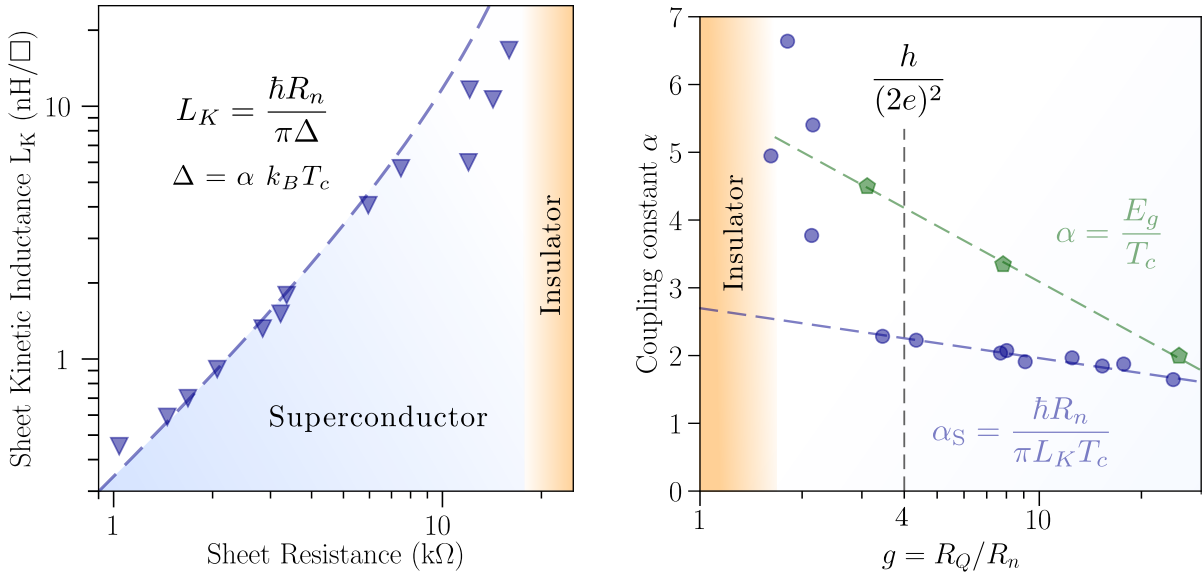 Sheet Kinetic Inductance L_K (nH/□)
10
1
L_K = ħR_n / πΔ
Δ = α k_B T_c
Superconductor
Insulator
1
10
Sheet Resistance (kΩ)
Coupling constant α
7
6
5
4
3
2
1
0
h / (2e)²
Insulator
α = E_g / T_c
α_S = ħR_n / πL_K T_c
1
4
10
g = R_Q/R_n